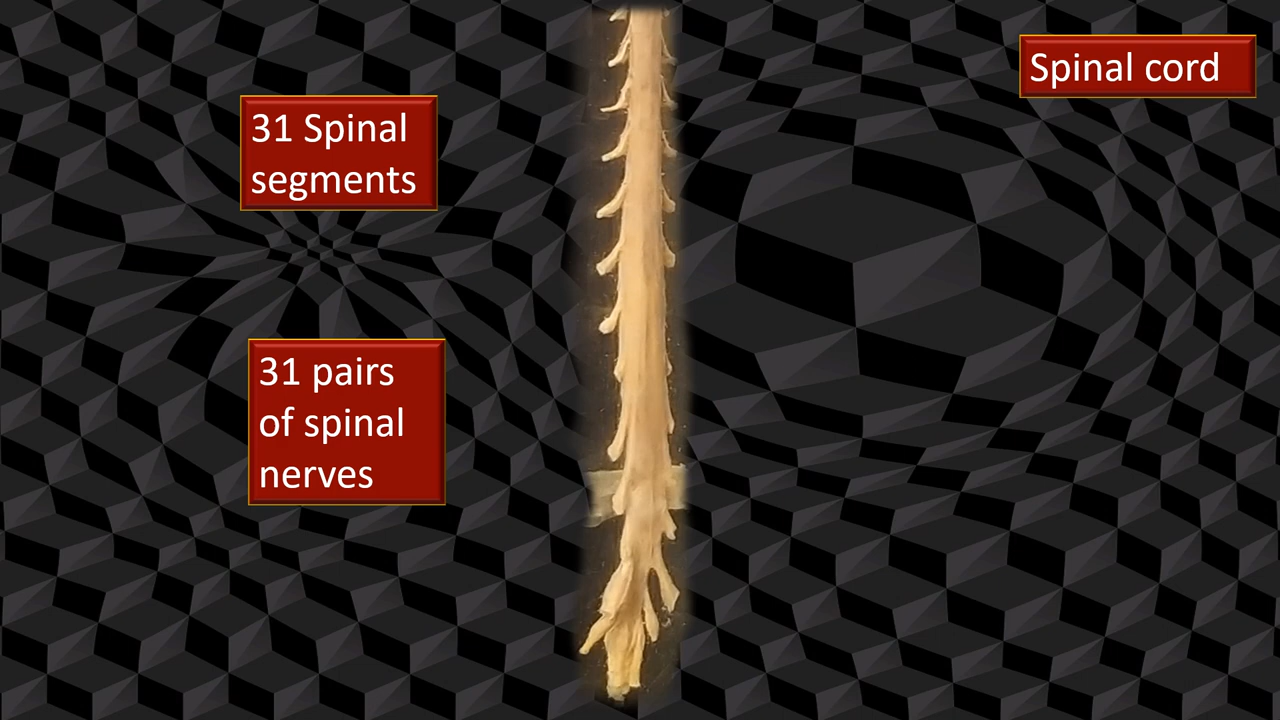 Spinal cord
31 Spinal
segments
31 pairs
of spinal
nerves